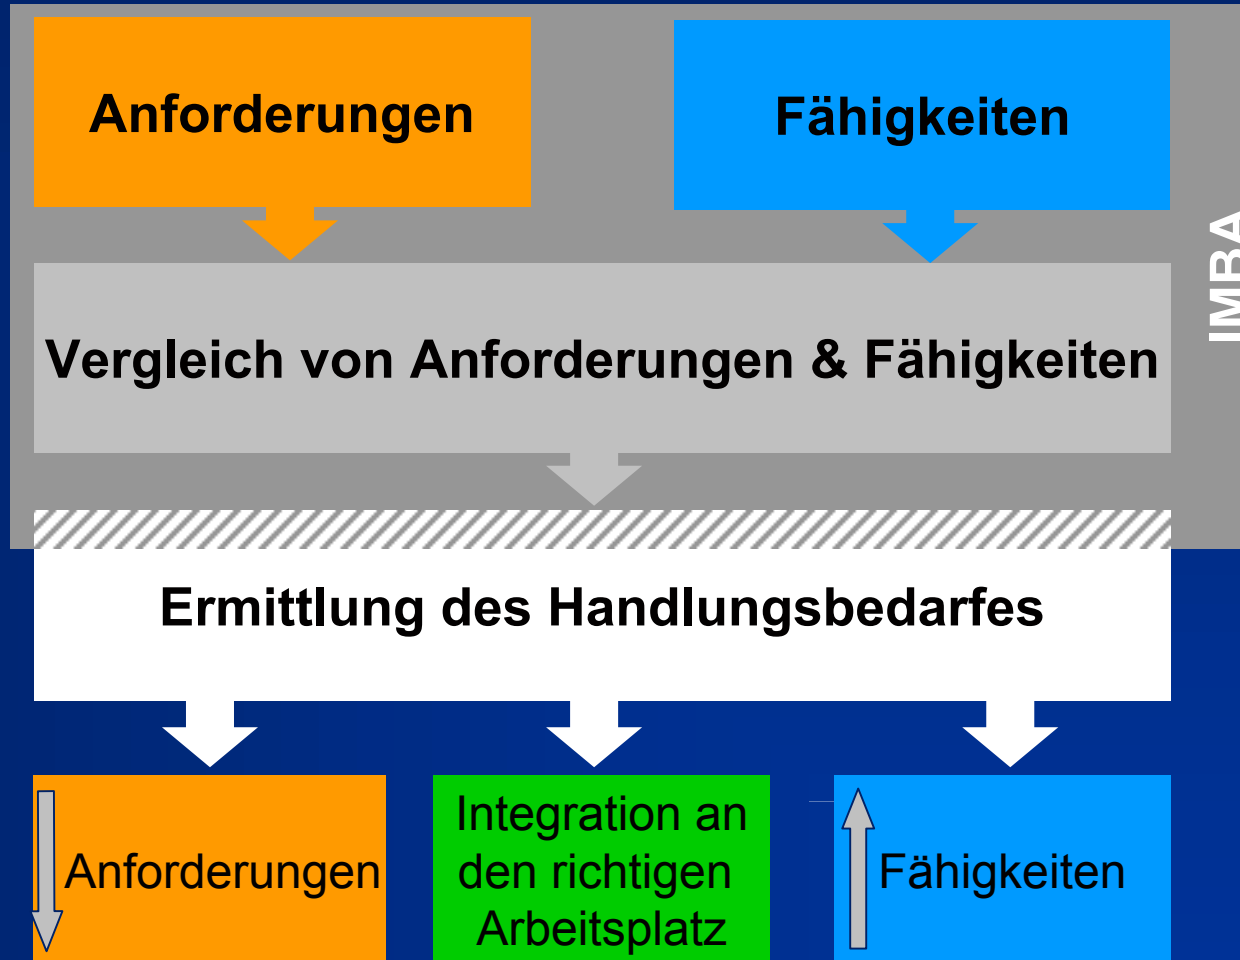 Anforderungen
Fähigkeiten
IMBA
Vergleich von Anforderungen & Fähigkeiten
Ermittlung des Handlungsbedarfes
Anforderungen
Integration an
den richtigen
Arbeitsplatz
Fähigkeiten